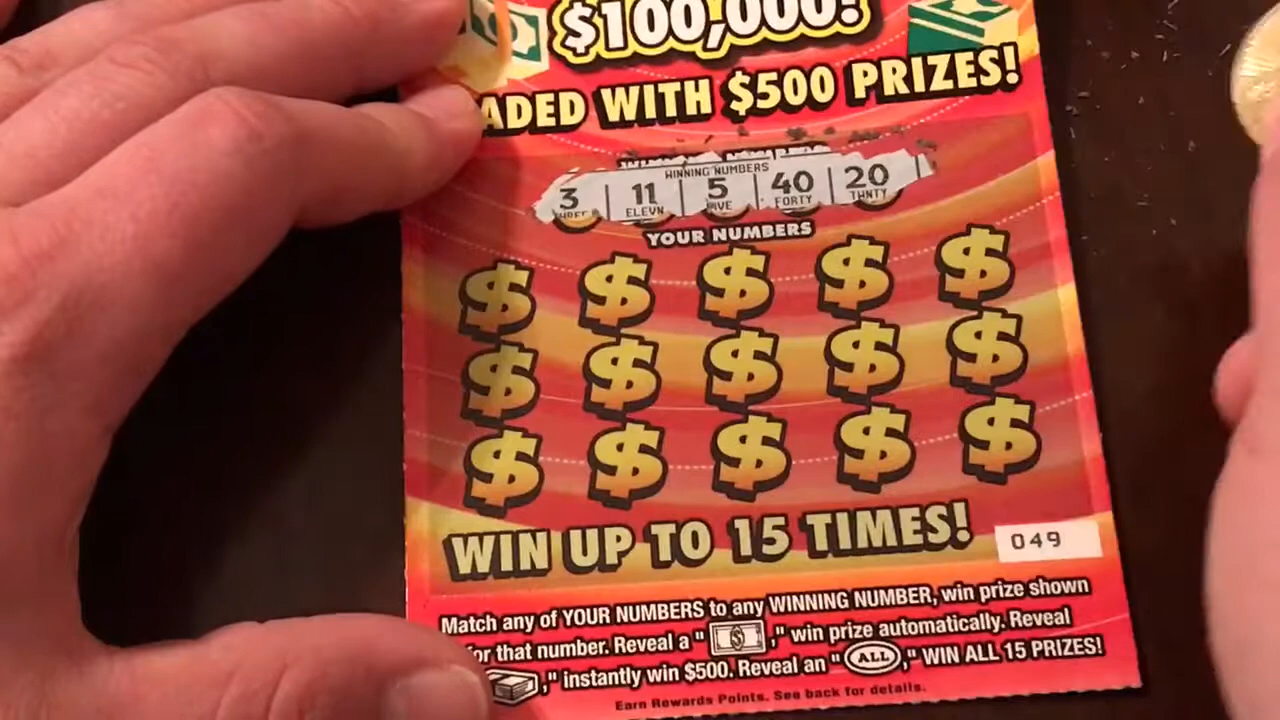 $100,000!
ADED WITH $500 PRIZES!
WINNING NUMBERS
3 11 5 40 20
ELEVN FORTY TWNTY
YOUR NUMBERS
$ $ $ $ $
$ $ $ $ $
$ $ $ $ $
WIN UP TO 15 TIMES!
049
Match any of YOUR NUMBERS to any WINNING NUMBER, win prize shown
for that number. Reveal a " $ ," win prize automatically. Reveal
," instantly win $500. Reveal an " ALL ," WIN ALL 15 PRIZES!
Earn Rewards Points. See back for details.